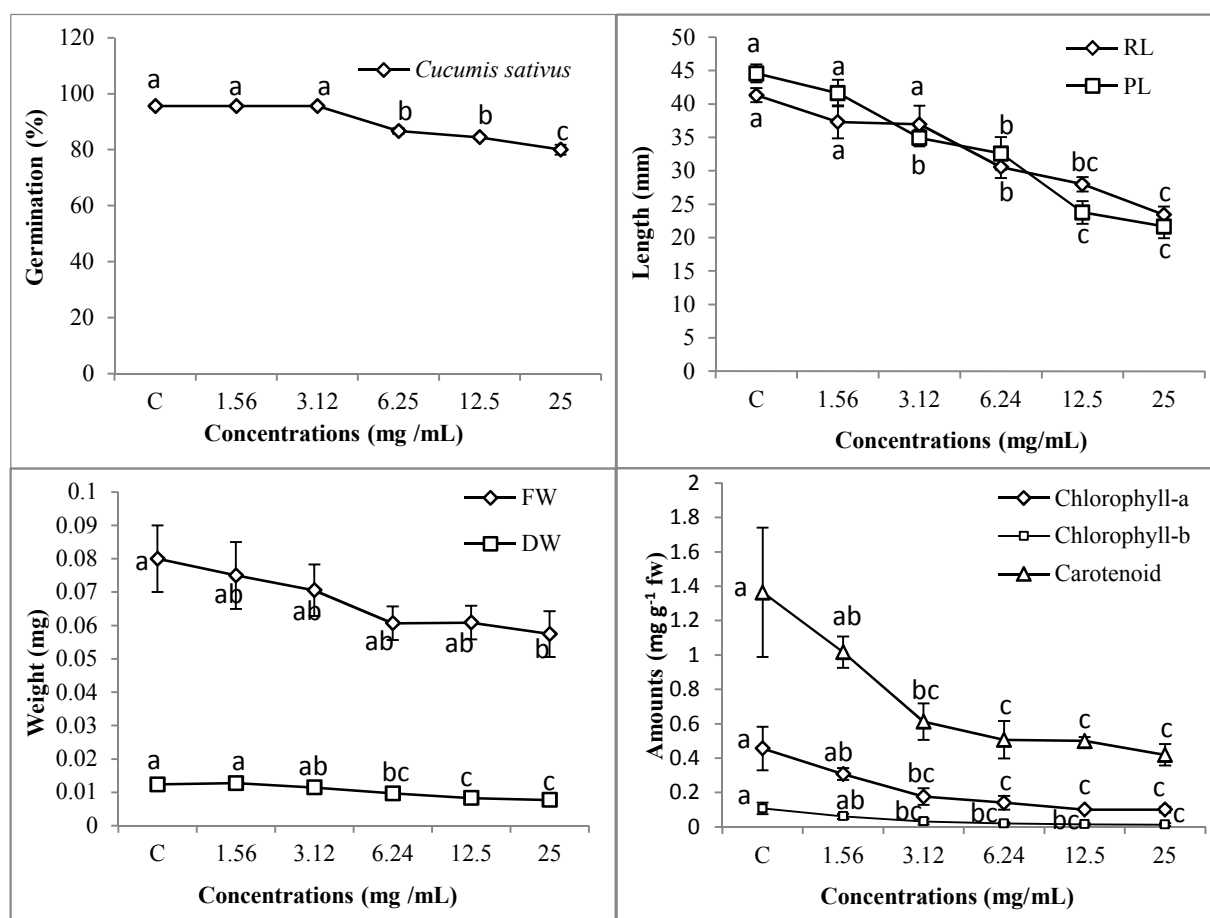 120
100
80
60
40
20
0
Germination (%)
Cucumis sativus
a a a b b c
C 1.56 3.12 6.25 12.5 25
Concentrations (mg /mL)
50
45
40
35
30
25
20
15
10
5
0
Length (mm)
RL
PL
a a a b bc c
a a b b c c
C 1.56 3.12 6.24 12.5 25
Concentrations (mg/mL)
0.1
0.09
0.08
0.07
0.06
0.05
0.04
0.03
0.02
0.01
0
Weight (mg)
FW
DW
a ab ab ab ab b
a a ab bc c c
C 1.56 3.12 6.24 12.5 25
Concentrations (mg/mL)
2
1.8
1.6
1.4
1.2
1
0.8
0.6
0.4
0.2
0
Amounts (mg g⁻¹ fw)
Chlorophyll-a
Chlorophyll-b
Carotenoid
a ab bc c c c
a ab bc c c c
a ab bc bc bc c
C 1.56 3.12 6.24 12.5 25
Concentrations (mg/mL)